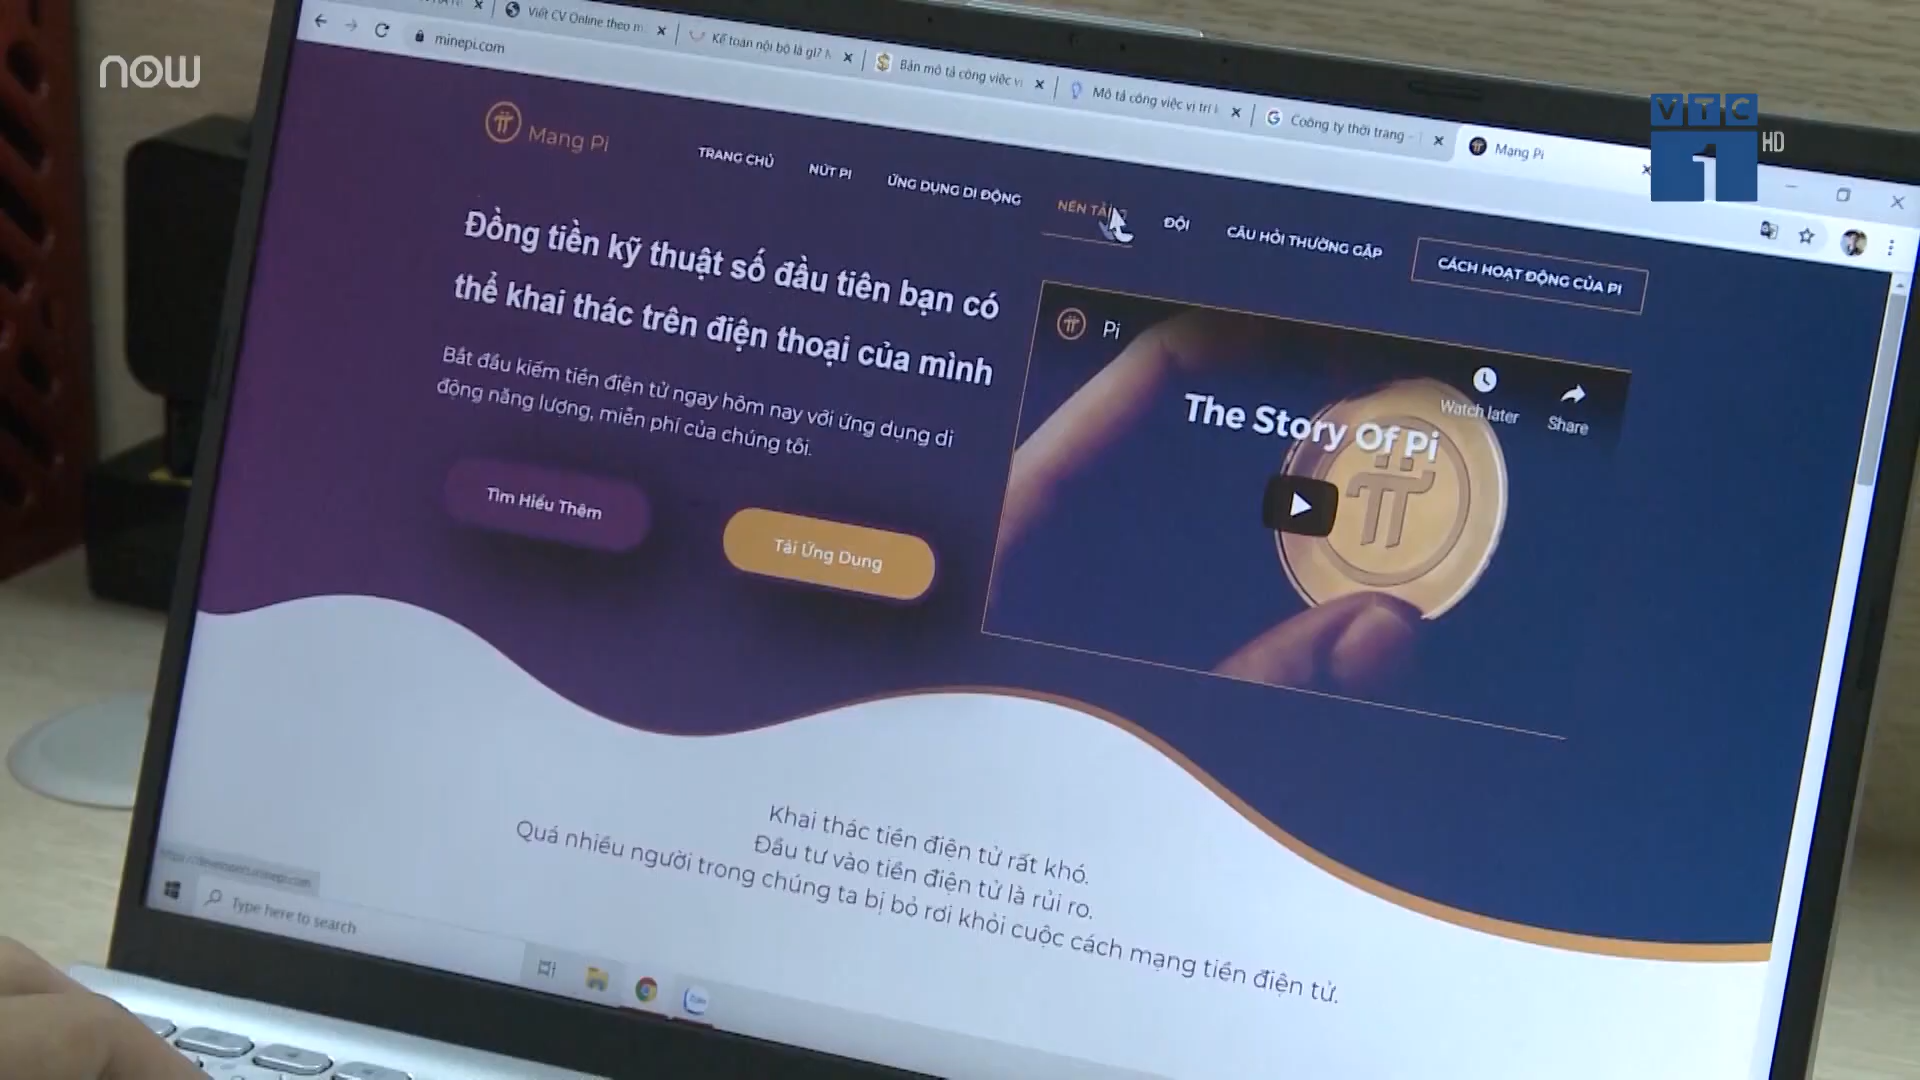 now
VTC
1
HD
Viết CV Online theo m
Kế toán nội bộ là gì?
Bản mô tả công việc v
Mô tả công việc vị trí
Coông ty thời trang -
Mạng Pi
minepi.com
Mạng Pi
TRANG CHỦ
NÚT PI
ỨNG DỤNG DI ĐỘNG
NỀN TẢ
ĐỘI
CÂU HỎI THƯỜNG GẶP
CÁCH HOẠT ĐỘNG CỦA PI
Đồng tiền kỹ thuật số đầu tiên bạn có
thể khai thác trên điện thoại của mình
Bắt đầu kiếm tiền điện tử ngay hôm nay với ứng dụng di
động năng lượng, miễn phí của chúng tôi.
Tìm Hiểu Thêm
Tải Ứng Dụng
Pi
The Story Of Pi
Watch later
Share
Khai thác tiền điện tử rất khó.
Đầu tư vào tiền điện tử là rủi ro.
Quá nhiều người trong chúng ta bị bỏ rơi khỏi cuộc cách mạng tiền điện tử.
https://developers.minepi.com
Type here to search
Zalo